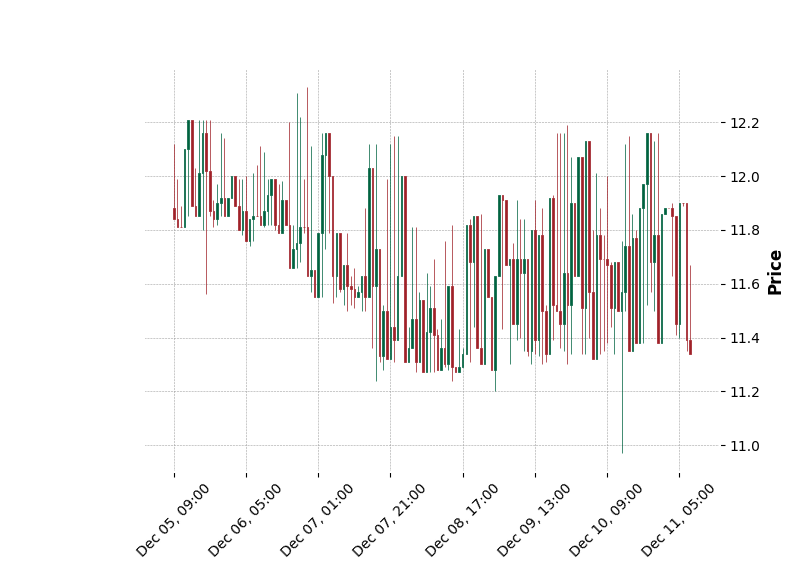 12.2
12.0
11.8
11.6
11.4
11.2
11.0
Price
Dec 05, 09:00
Dec 06, 05:00
Dec 07, 01:00
Dec 07, 21:00
Dec 08, 17:00
Dec 09, 13:00
Dec 10, 09:00
Dec 11, 05:00